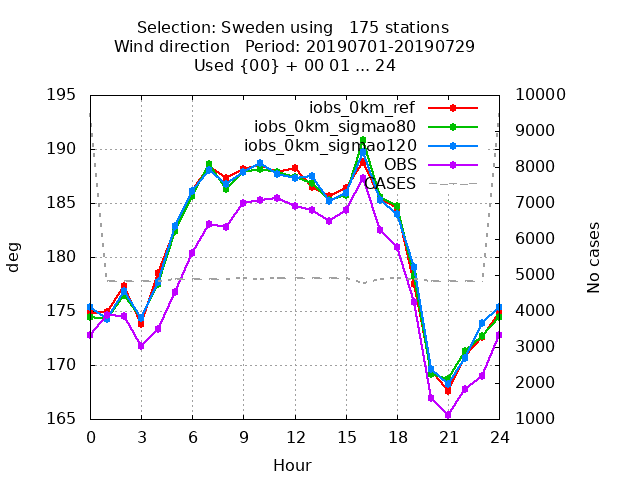 Selection: Sweden using   175 stations
Wind direction   Period: 20190701-20190729
Used {00} + 00 01 ... 24
195
190
185
180
175
170
165
deg
10000
9000
8000
7000
6000
5000
4000
3000
2000
1000
No cases
iobs_0km_ref
iobs_0km_sigmao80
iobs_0km_sigmao120
OBS
CASES
0 3 6 9 12 15 18 21 24
Hour